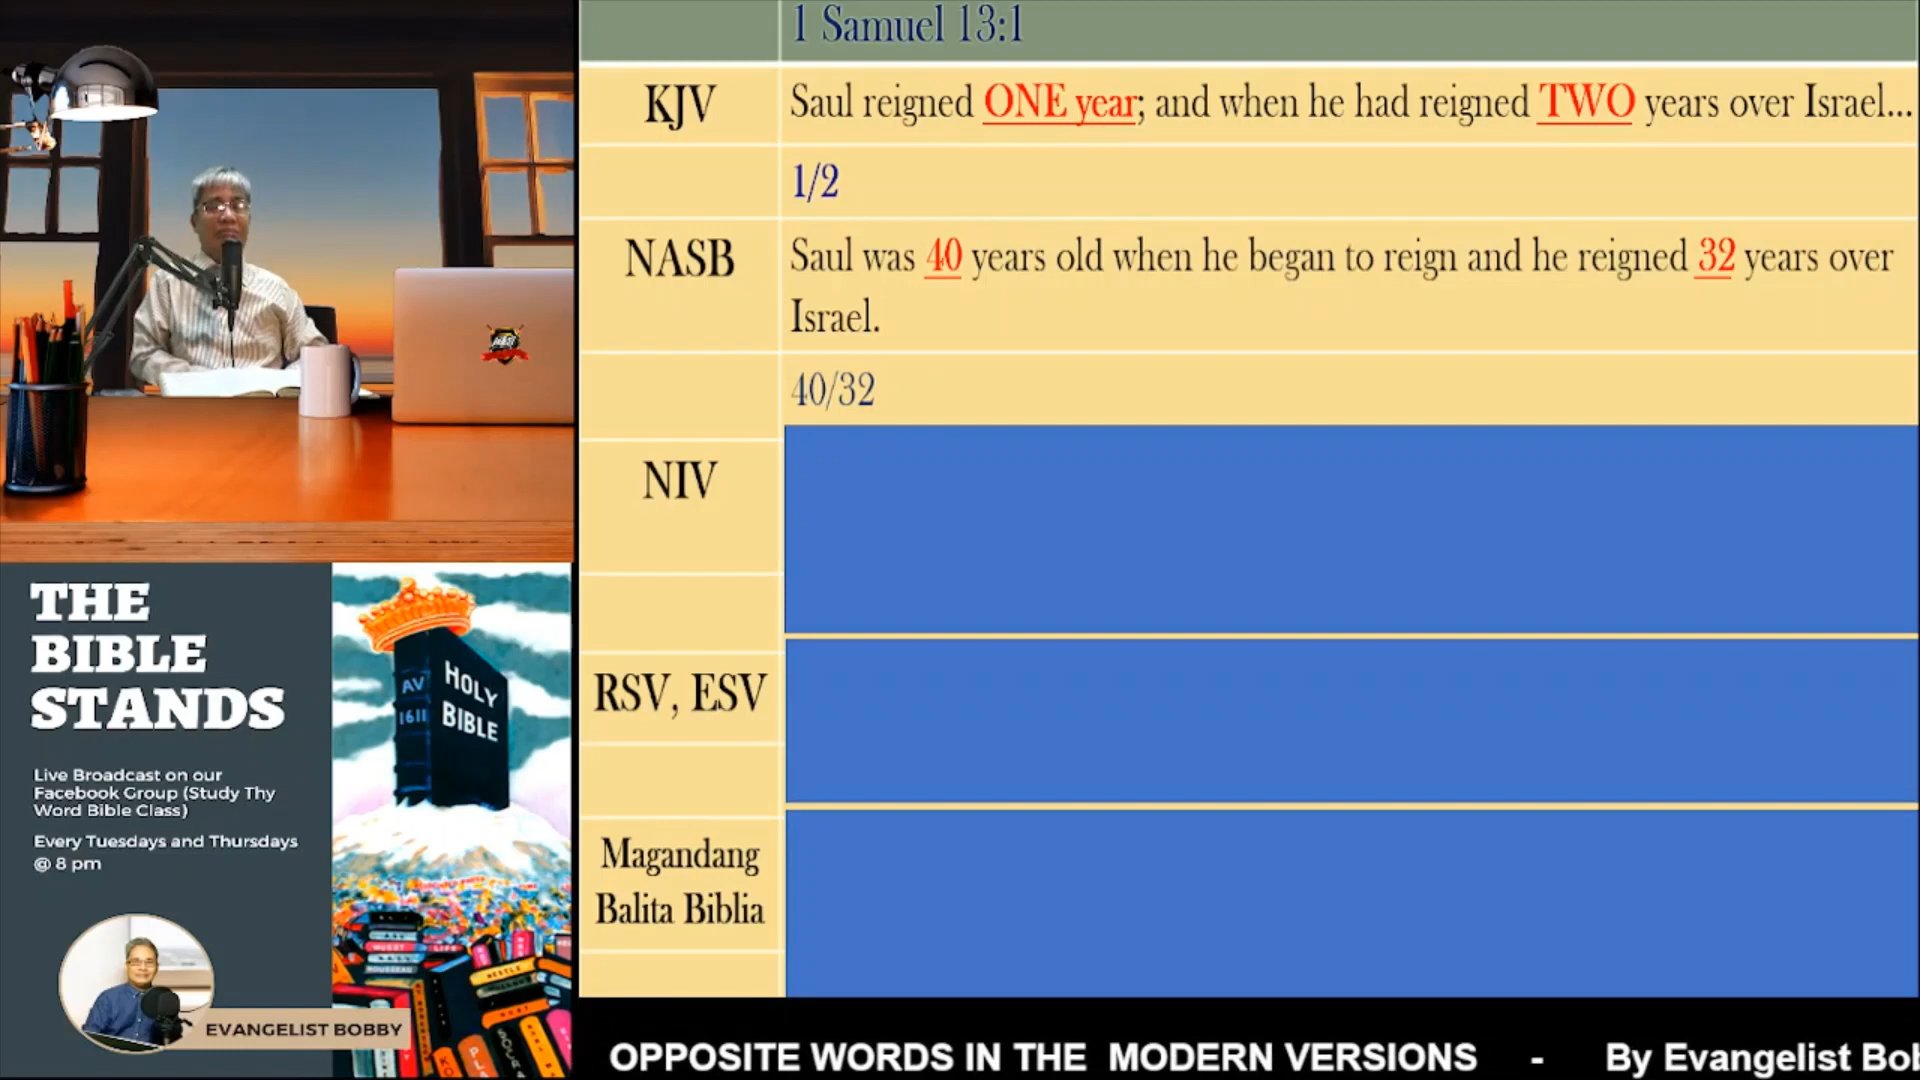 1 Samuel 13:1
KJV
Saul reigned ONE year; and when he had reigned TWO years over Israel...
1/2
NASB
Saul was 40 years old when he began to reign and he reigned 32 years over
Israel.
40/32
NIV
RSV, ESV
Magandang
Balita Biblia
THE
BIBLE
STANDS
Live Broadcast on our
Facebook Group (Study Thy
Word Bible Class)
Every Tuesdays and Thursdays
@ 8 pm
EVANGELIST BOBBY
AV
1611
HOLY
BIBLE
OPPOSITE WORDS IN THE MODERN VERSIONS - By Evangelist Bob